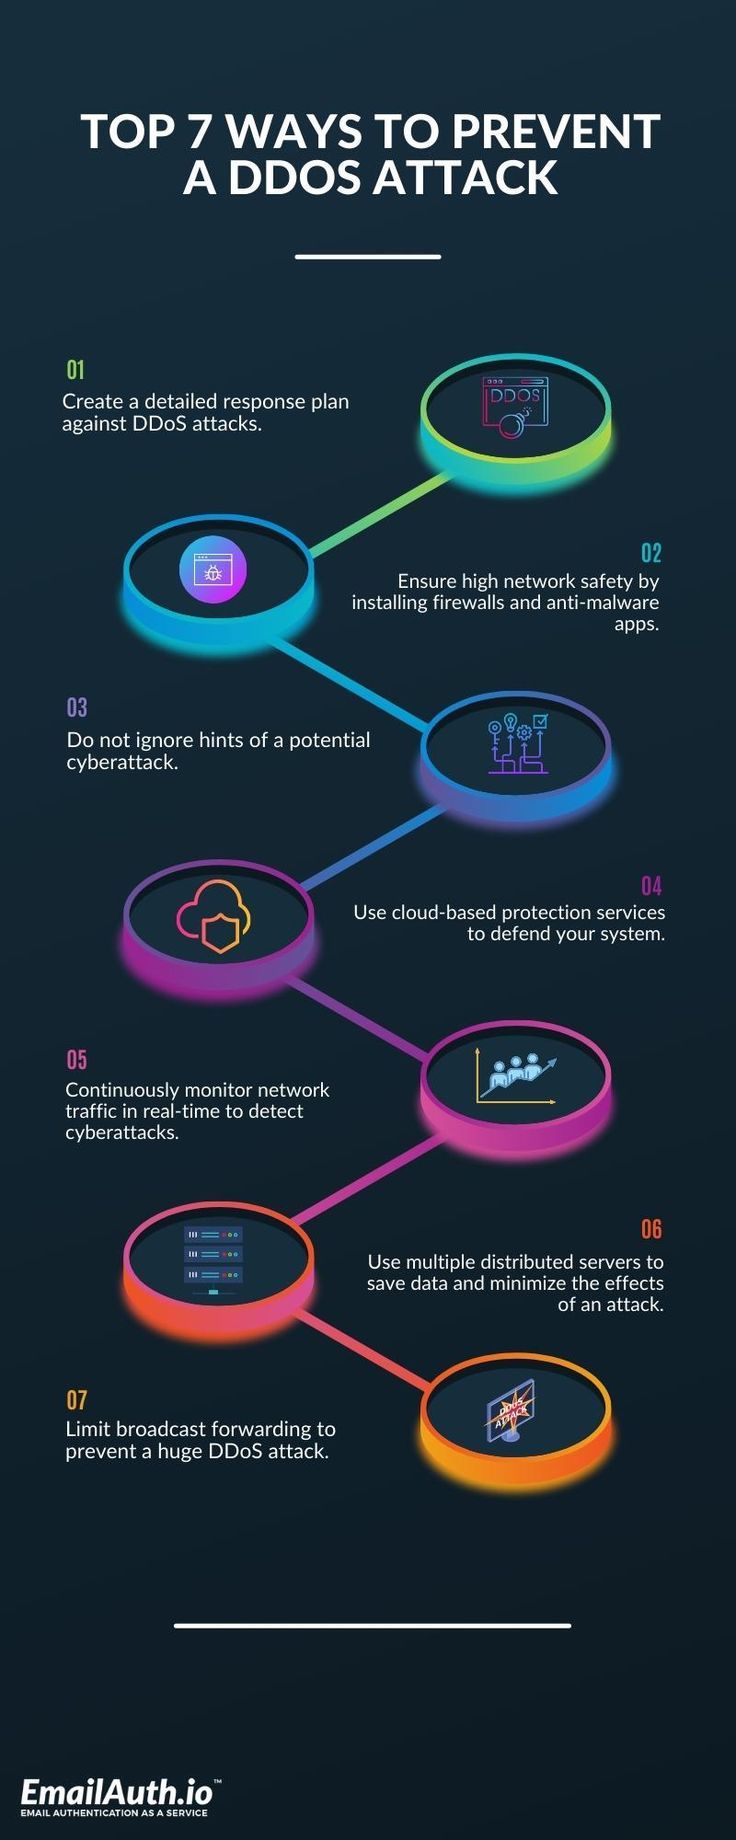 TOP 7 WAYS TO PREVENT
A DDOS ATTACK
01
Create a detailed response plan
against DDoS attacks.
DDOS
02
Ensure high network safety by
installing firewalls and anti-malware
apps.
03
Do not ignore hints of a potential
cyberattack.
04
Use cloud-based protection services
to defend your system.
05
Continuously monitor network
traffic in real-time to detect
cyberattacks.
06
Use multiple distributed servers to
save data and minimize the effects
of an attack.
07
Limit broadcast forwarding to
prevent a huge DDoS attack.
DDOS
ATTACK
EmailAuth.io™
EMAIL AUTHENTICATION AS A SERVICE